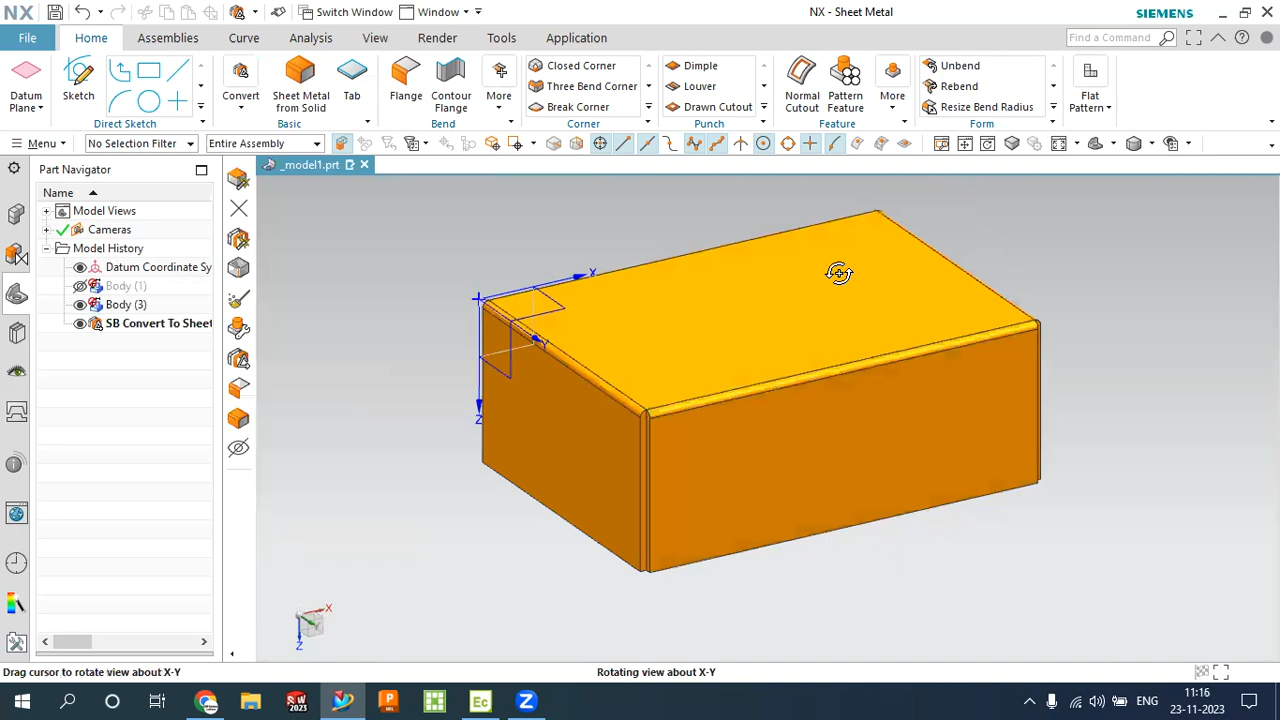 NX
Switch Window
Window
NX - Sheet Metal
SIEMENS
File
Home
Assemblies
Curve
Analysis
View
Render
Tools
Application
Find a Command
Datum Plane
Sketch
Direct Sketch
Convert
Sheet Metal from Solid
Tab
Basic
Flange
Contour Flange
More
Bend
Closed Corner
Three Bend Corner
Break Corner
Corner
Dimple
Louver
Drawn Cutout
Punch
Normal Cutout
Pattern Feature
More
Feature
Unbend
Rebend
Resize Bend Radius
Form
Flat Pattern
Menu
No Selection Filter
Entire Assembly
Part Navigator
_model1.prt
Name
Model Views
Cameras
Model History
Datum Coordinate Sy
Body (1)
Body (3)
SB Convert To Sheet
X
Y
Z
X
Z
Drag cursor to rotate view about X-Y
Rotating view about X-Y
SW 2023
Ec
ENG
11:16
23-11-2023